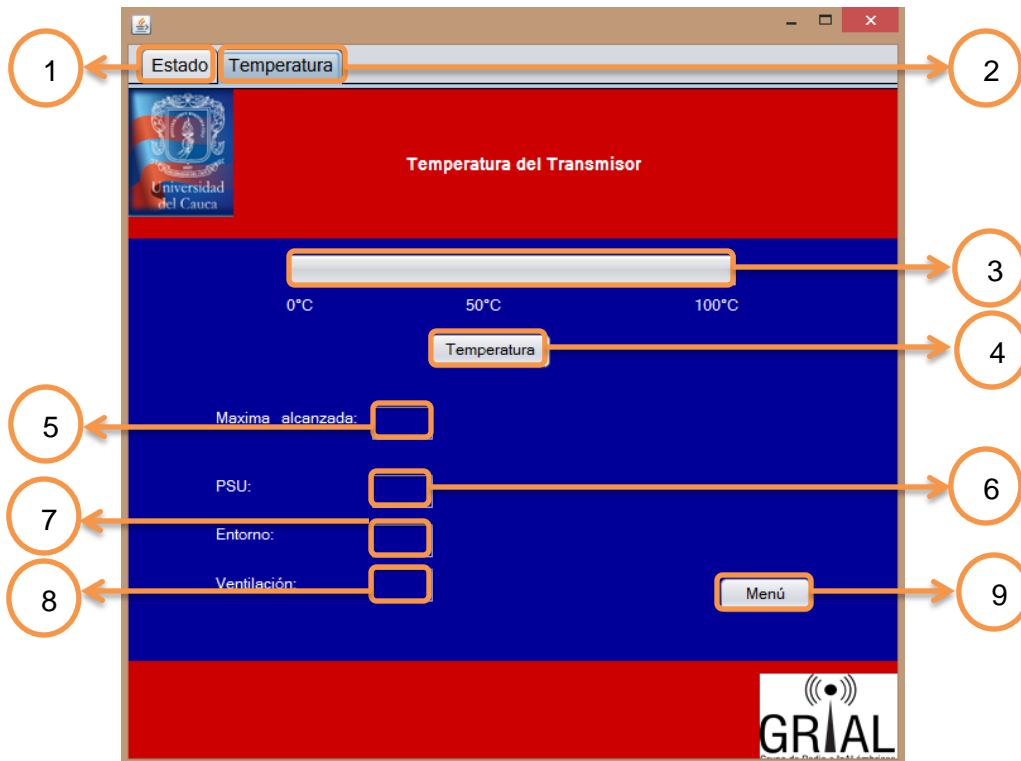 1
Estado
Temperatura
2
Universidad
del Cauca
Temperatura del Transmisor
3
0°C
50°C
100°C
Temperatura
4
5
Maxima alcanzada:
PSU:
6
7
Entorno:
8
Ventilación:
Menú
9
GRIAL